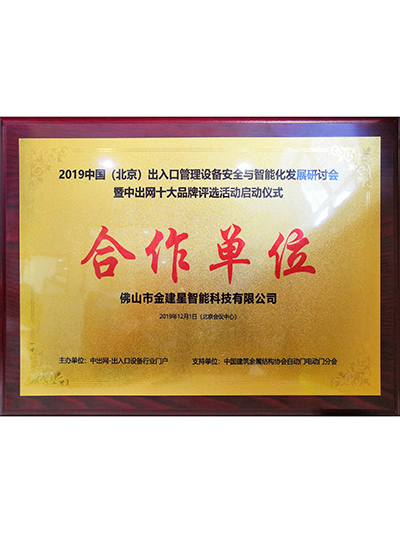 2019中国（北京）出入口管理设备安全与智能化发展研讨会
暨中出网十大品牌评选活动启动仪式
合作单位
佛山市金建星智能科技有限公司
2019年12月1日（北京会议中心）
主办单位：中出网-出入口设备行业门户 支持单位：中国建筑金属结构协会自动门电动门分会